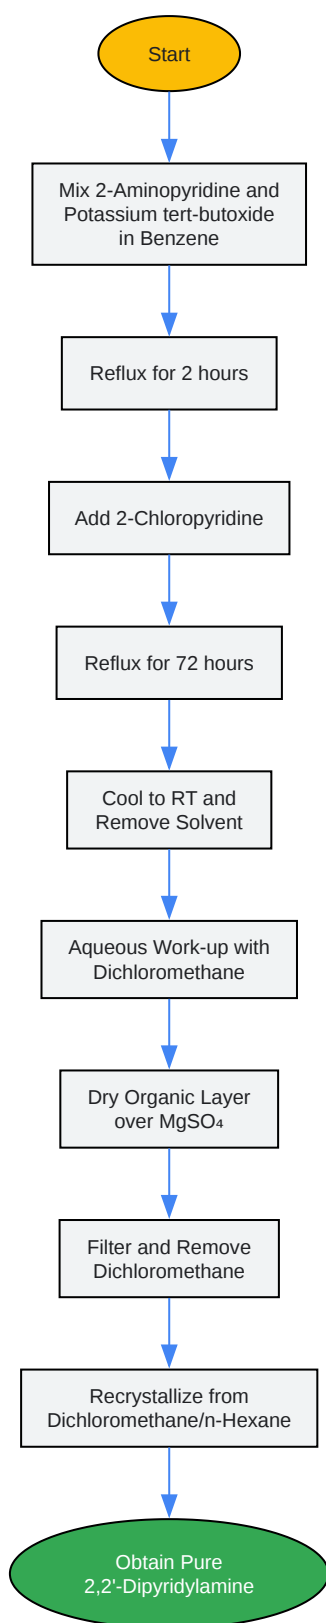 Start
Mix 2-Aminopyridine and
Potassium tert-butoxide
in Benzene
Reflux for 2 hours
Add 2-Chloropyridine
Reflux for 72 hours
Cool to RT and
Remove Solvent
Aqueous Work-up with
Dichloromethane
Dry Organic Layer
over MgSO₄
Filter and Remove
Dichloromethane
Recrystallize from
Dichloromethane/n-Hexane
Obtain Pure
2,2'-Dipyridylamine